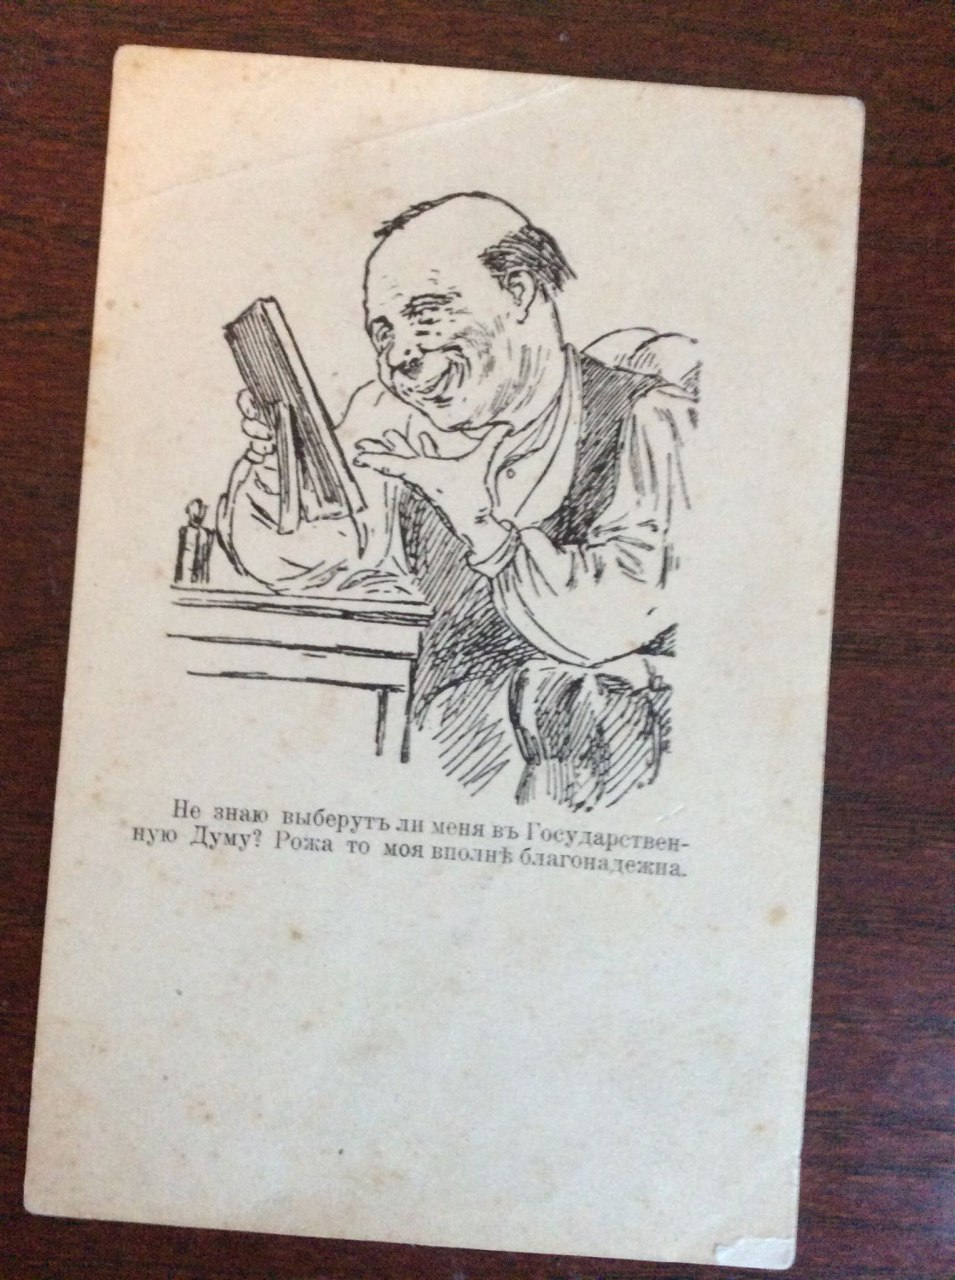 Не знаю выберутъ ли меня въ Государствен-
ную Думу? Рожа то моя вполнѣ благонадежна.